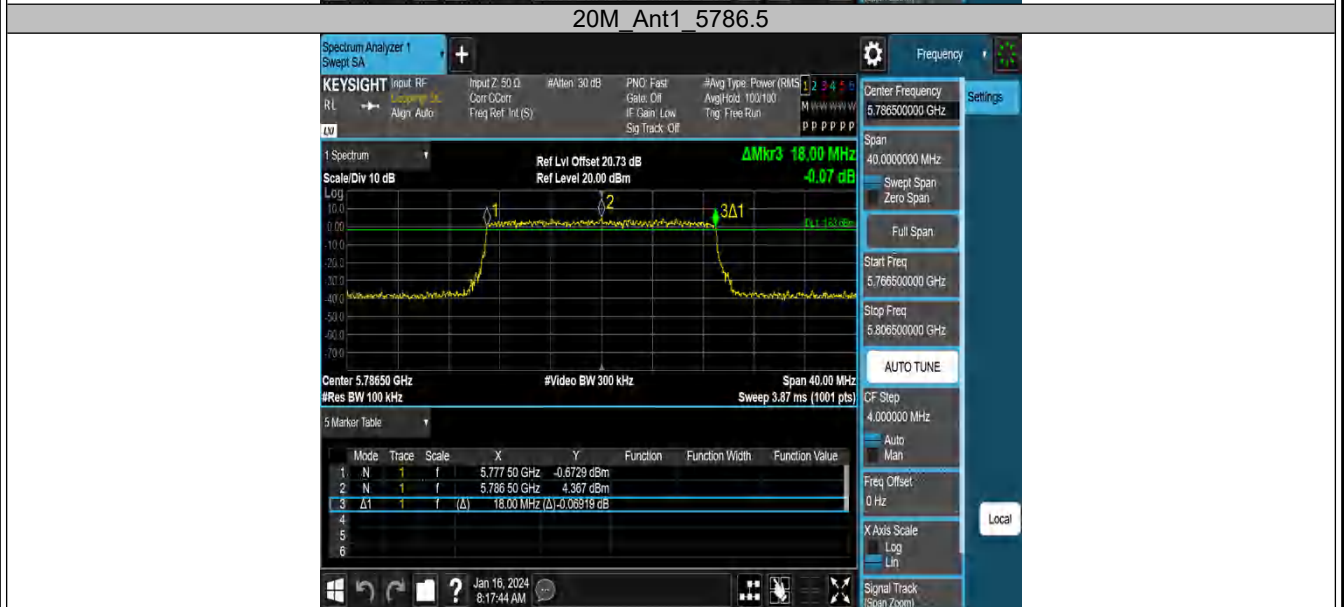 20M_Ant1_5786.5
Spectrum Analyzer 1
Swept SA
+
Frequency
KEYSIGHT Input: RF
RL
Align: Auto
LXI
Input Z: 50 Ω
Corr CCorr
Freq Ref: Int (S)
#Atten: 30 dB
PNO: Fast
Gate: Off
IF Gain: Low
Sig Track: Off
#Avg Type: Power (RMS
Avg|Hold: 100/100
Trig: Free Run
1 2 3 4 5 6
M W W W W W
P P P P P P
1 Spectrum
Scale/Div 10 dB
Log
Ref Lvl Offset 20.73 dB
Ref Level 20.00 dBm
ΔMkr3 18.00 MHz
-0.07 dB
10.0
0.00
-10.0
-20.0
-30.0
-40.0
-50.0
-60.0
-70.0
1
2
3Δ1
Center 5.78650 GHz
#Res BW 100 kHz
#Video BW 300 kHz
Span 40.00 MHz
Sweep 3.87 ms (1001 pts)
5 Marker Table
Mode Trace Scale X Y Function Function Width Function Value
1 N 1 f 5.777 50 GHz -0.6729 dBm
2 N 1 f 5.786 50 GHz 4.367 dBm
3 Δ1 1 f (Δ) 18.00 MHz (Δ) -0.06919 dB
4
5
6
Jan 16, 2024
8:17:44 AM
Center Frequency
5.786500000 GHz
Settings
Span
40.0000000 MHz
Swept Span
Zero Span
Full Span
Start Freq
5.766500000 GHz
Stop Freq
5.806500000 GHz
AUTO TUNE
CF Step
4.000000 MHz
Auto
Man
Freq Offset
0 Hz
Local
X Axis Scale
Log
Lin
Signal Track
(Span Zoom)